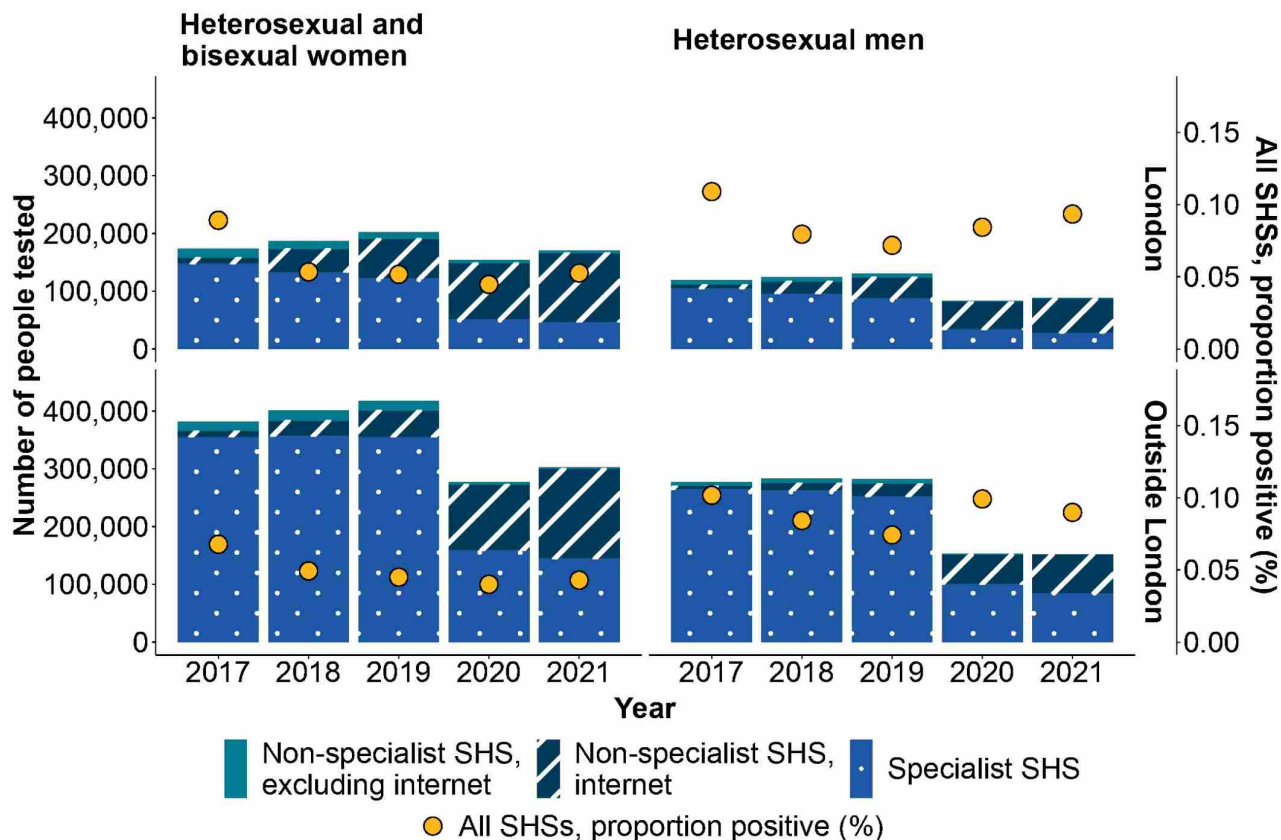 Heterosexual and
bisexual women
Heterosexual men
Number of people tested
400,000
300,000
200,000
100,000
0
0.15
0.10
0.05
0.00
London
400,000
300,000
200,000
100,000
0
0.15
0.10
0.05
0.00
Outside London
All SHSs, proportion positive (%)
2017 2018 2019 2020 2021
2017 2018 2019 2020 2021
Year
Non-specialist SHS,
excluding internet
Non-specialist SHS,
internet
Specialist SHS
All SHSs, proportion positive (%)